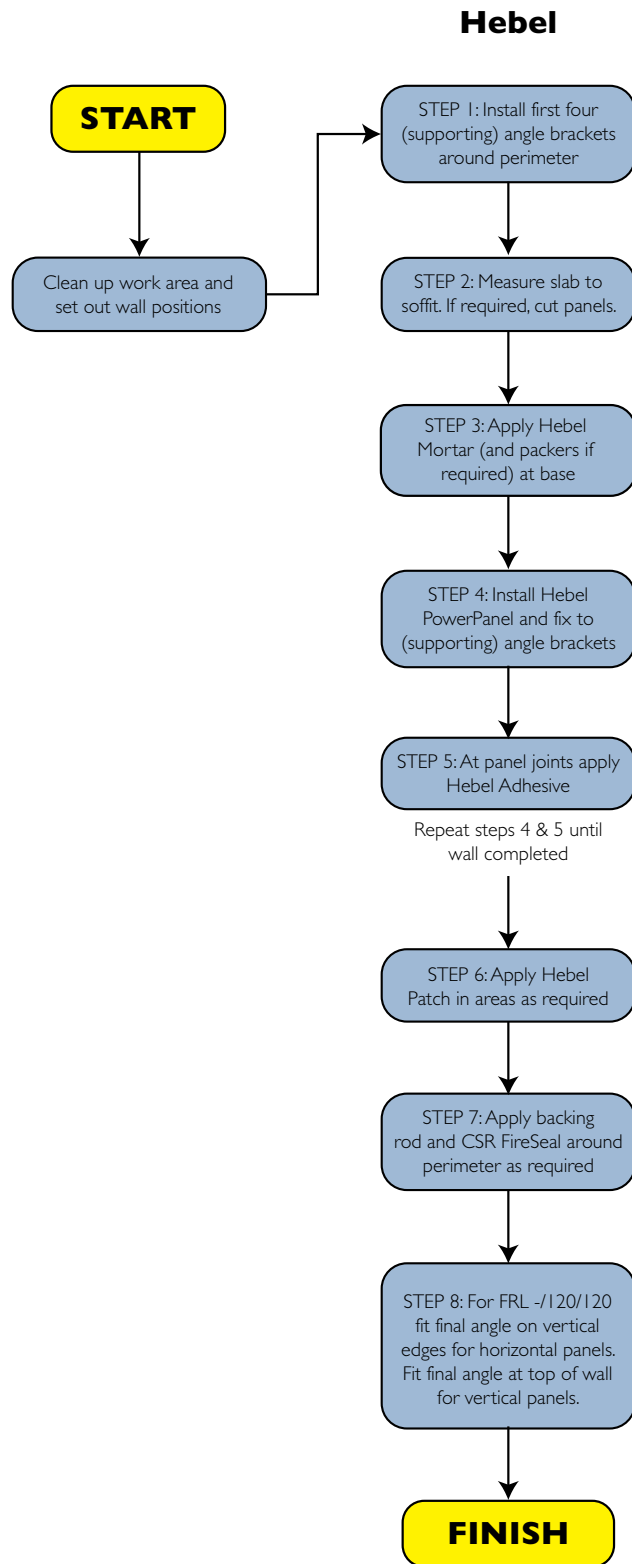 Hebel
START
Clean up work area and
set out wall positions
STEP 1: Install first four
(supporting) angle brackets
around perimeter
STEP 2: Measure slab to
soffit. If required, cut panels.
STEP 3: Apply Hebel
Mortar (and packers if
required) at base
STEP 4: Install Hebel
PowerPanel and fix to
(supporting) angle brackets
STEP 5: At panel joints apply
Hebel Adhesive
Repeat steps 4 & 5 until
wall completed
STEP 6: Apply Hebel
Patch in areas as required
STEP 7: Apply backing
rod and CSR FireSeal around
perimeter as required
STEP 8: For FRL -/120/120
fit final angle on vertical
edges for horizontal panels.
Fit final angle at top of wall
for vertical panels.
FINISH